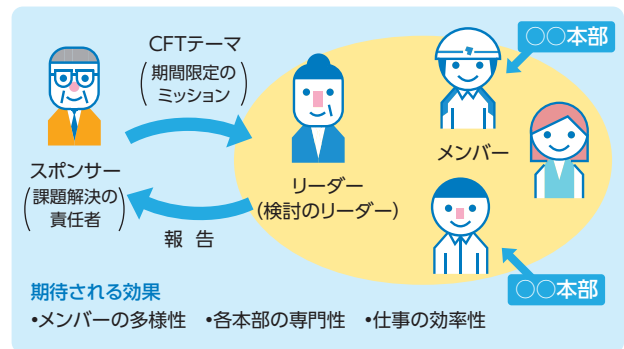 CFTテーマ
(期間限定の
ミッション)
○○本部
スポンサー
(課題解決の
責任者)
リーダー
(検討のリーダー)
メンバー
報 告
○○本部
期待される効果
•メンバーの多様性 •各本部の専門性 •仕事の効率性